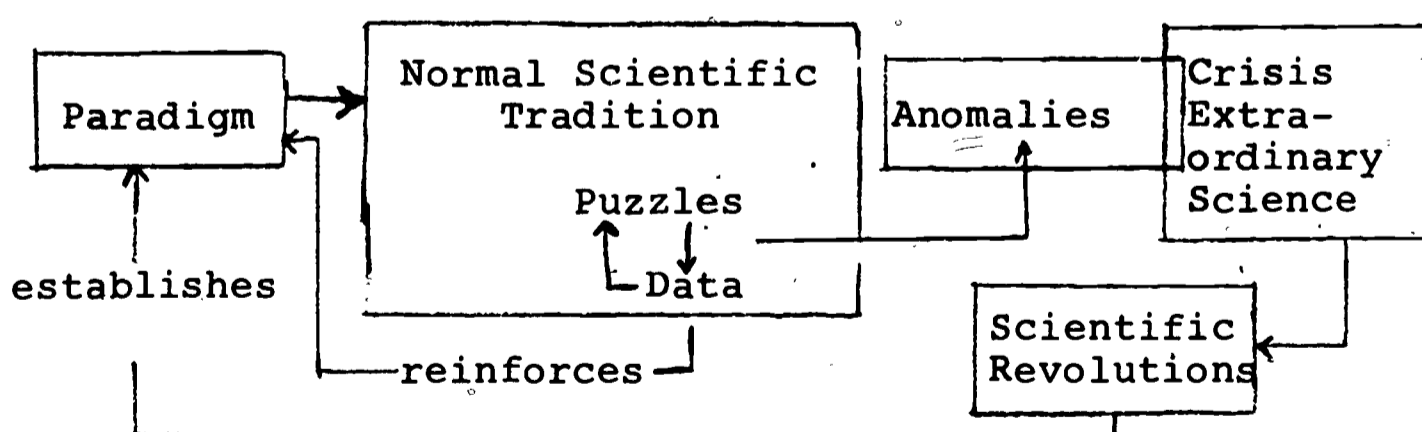 Paradigm
Normal Scientific
Tradition
Puzzles
Data
Anomalies
Crisis
Extra-
ordinary
Science
establishes
reinforces
Scientific
Revolutions